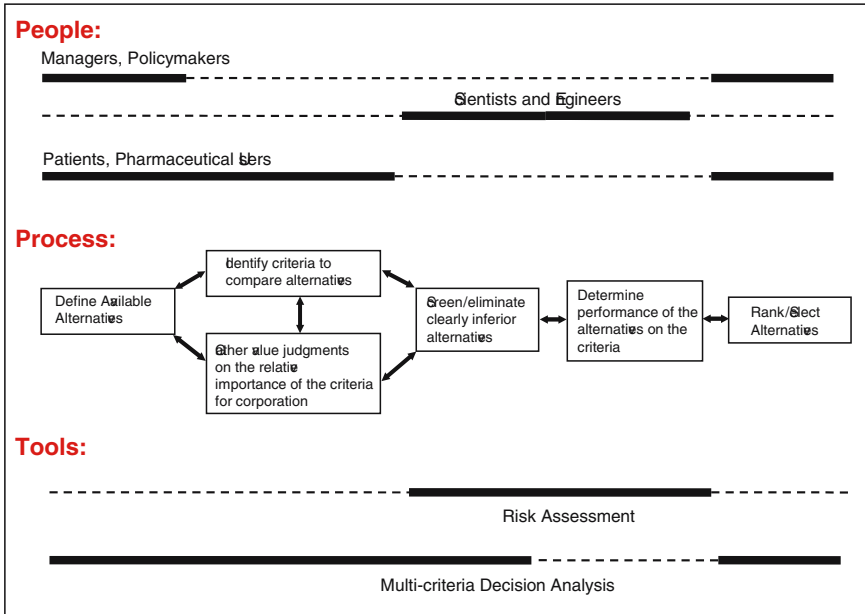 People:
Managers, Policymakers
Scientists and Engineers
Patients, Pharmaceutical Users
Process:
Define Available
Alternatives
Identify criteria to
compare alternatives
Gather value judgments
on the relative
importance of the criteria
for corporation
Screen/eliminate
clearly inferior
alternatives
Determine
performance of the
alternatives on the
criteria
Rank/Select
Alternatives
Tools:
Risk Assessment
Multi-criteria Decision Analysis